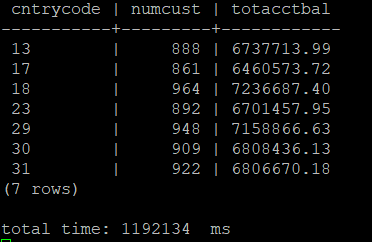 cntrycode | numcust | totacctbal
-----------+---------+------------
13 | 888 | 6737713.99
17 | 861 | 6460573.72
18 | 964 | 7236687.40
23 | 892 | 6701457.95
29 | 948 | 7158866.63
30 | 909 | 6808436.13
31 | 922 | 6806670.18
(7 rows)
total time: 1192134 ms